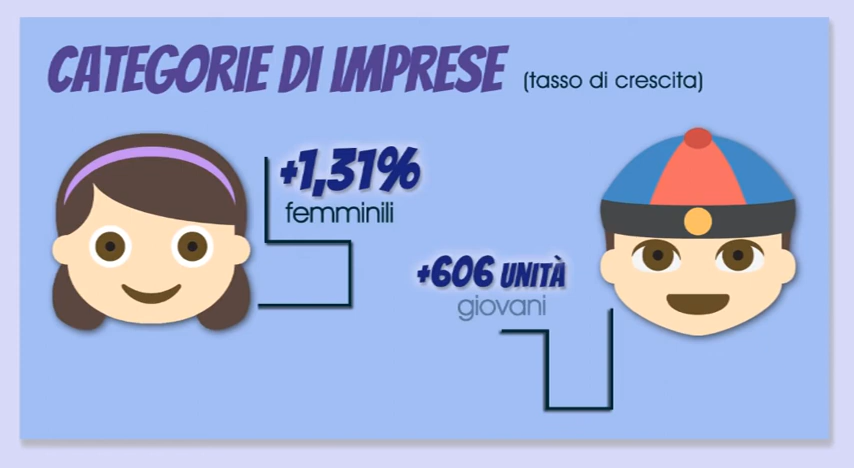 CATEGORIE DI IMPRESE (tasso di crescita)
+1,31%
femminili
+606 UNITÀ
giovani